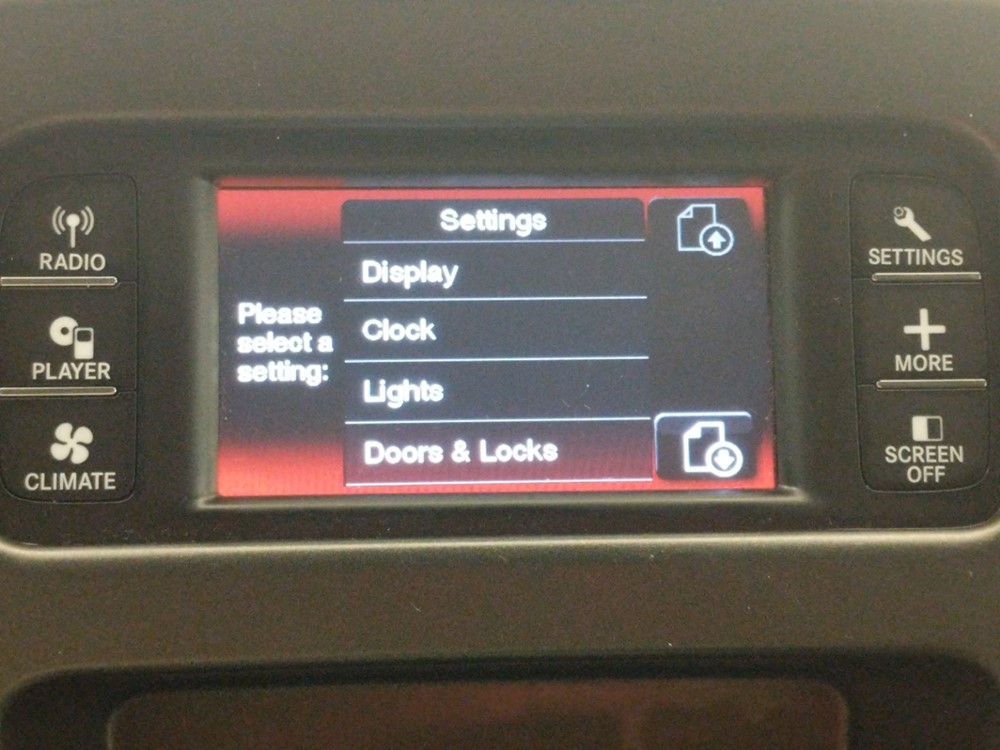 RADIO
PLAYER
CLIMATE
Please
select a
setting:
Settings
Display
Clock
Lights
Doors & Locks
SETTINGS
MORE
SCREEN
OFF